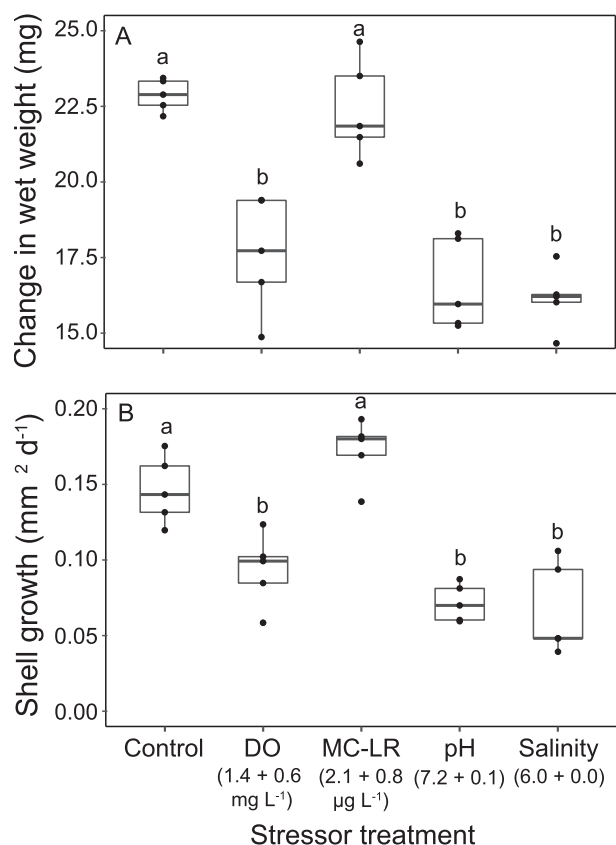 A
Change in wet weight (mg)
25.0
22.5
20.0
17.5
15.0
a
b
a
b
b
B
Shell growth (mm ² d⁻¹)
0.20
0.15
0.10
0.05
0.00
a
b
a
b
b
Control DO MC-LR pH Salinity
(1.4 + 0.6 (2.1 + 0.8 (7.2 + 0.1) (6.0 + 0.0)
mg L⁻¹) µg L⁻¹)
Stressor treatment